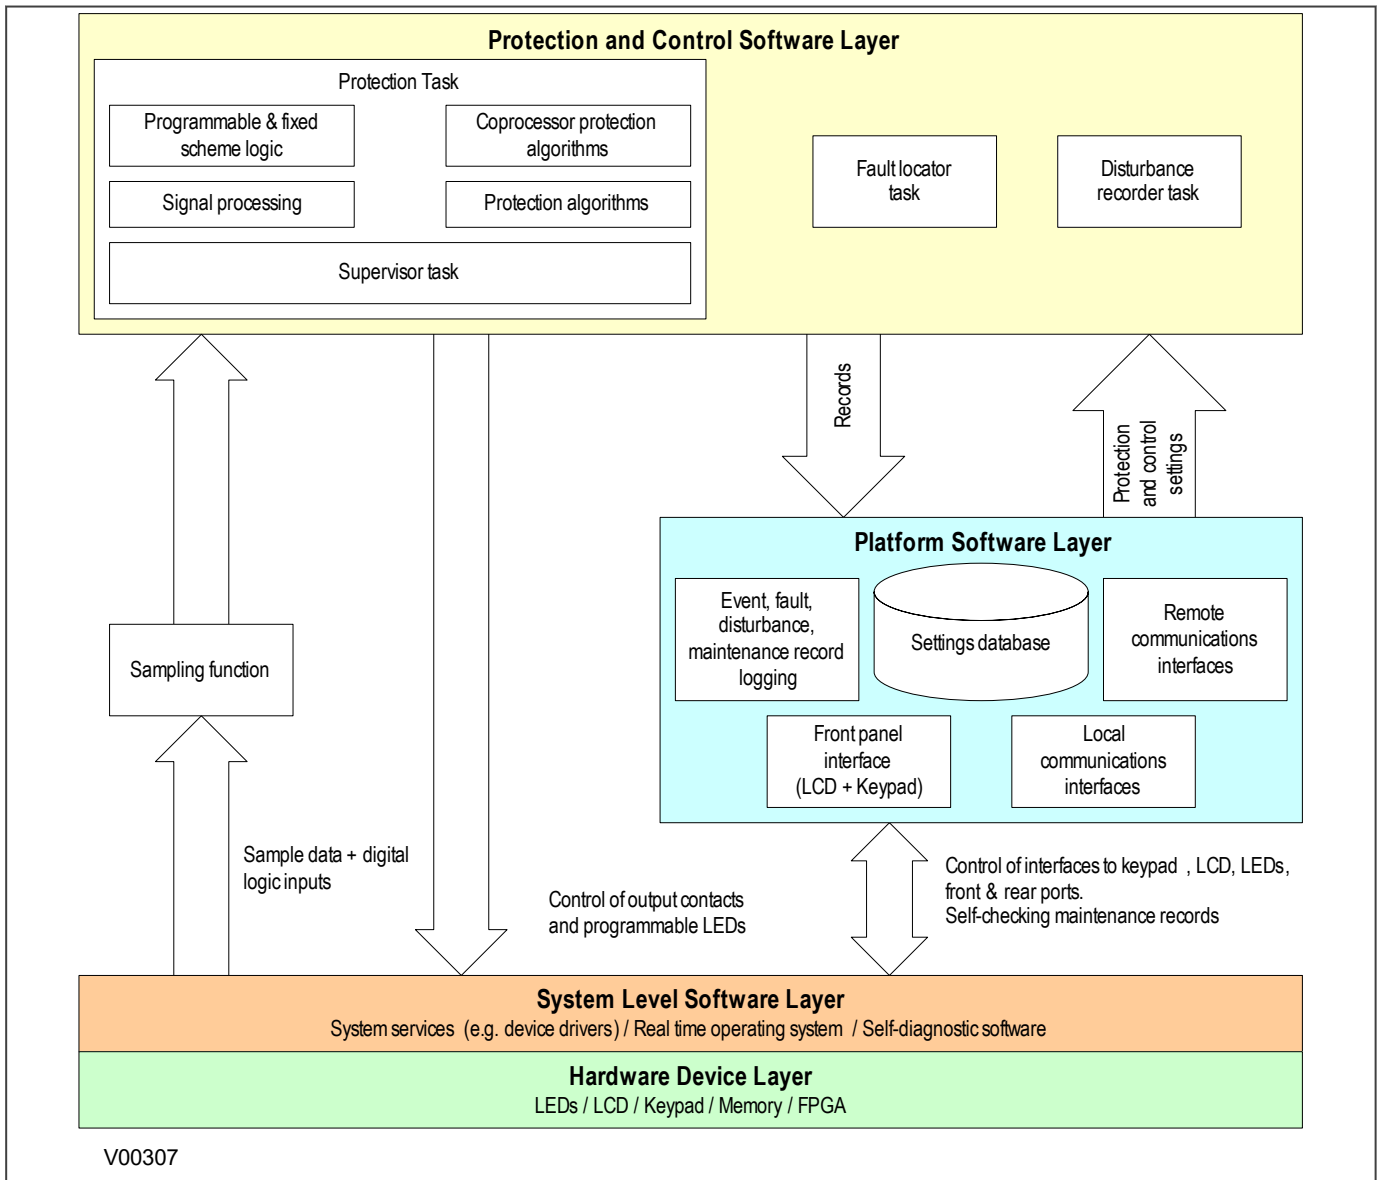 Protection and Control Software Layer
Protection Task
Programmable & fixed
scheme logic
Coprocessor protection
algorithms
Signal processing
Protection algorithms
Supervisor task
Fault locator
task
Disturbance
recorder task
Records
Protection
and control
settings
Platform Software Layer
Event, fault,
disturbance,
maintenance record
logging
Settings database
Remote
communications
interfaces
Front panel
interface
(LCD + Keypad)
Local
communications
interfaces
Sampling function
Sample data + digital
logic inputs
Control of output contacts
and programmable LEDs
Control of interfaces to keypad , LCD, LEDs,
front & rear ports.
Self-checking maintenance records
System Level Software Layer
System services (e.g. device drivers) / Real time operating system / Self-diagnostic software
Hardware Device Layer
LEDs / LCD / Keypad / Memory / FPGA
V00307